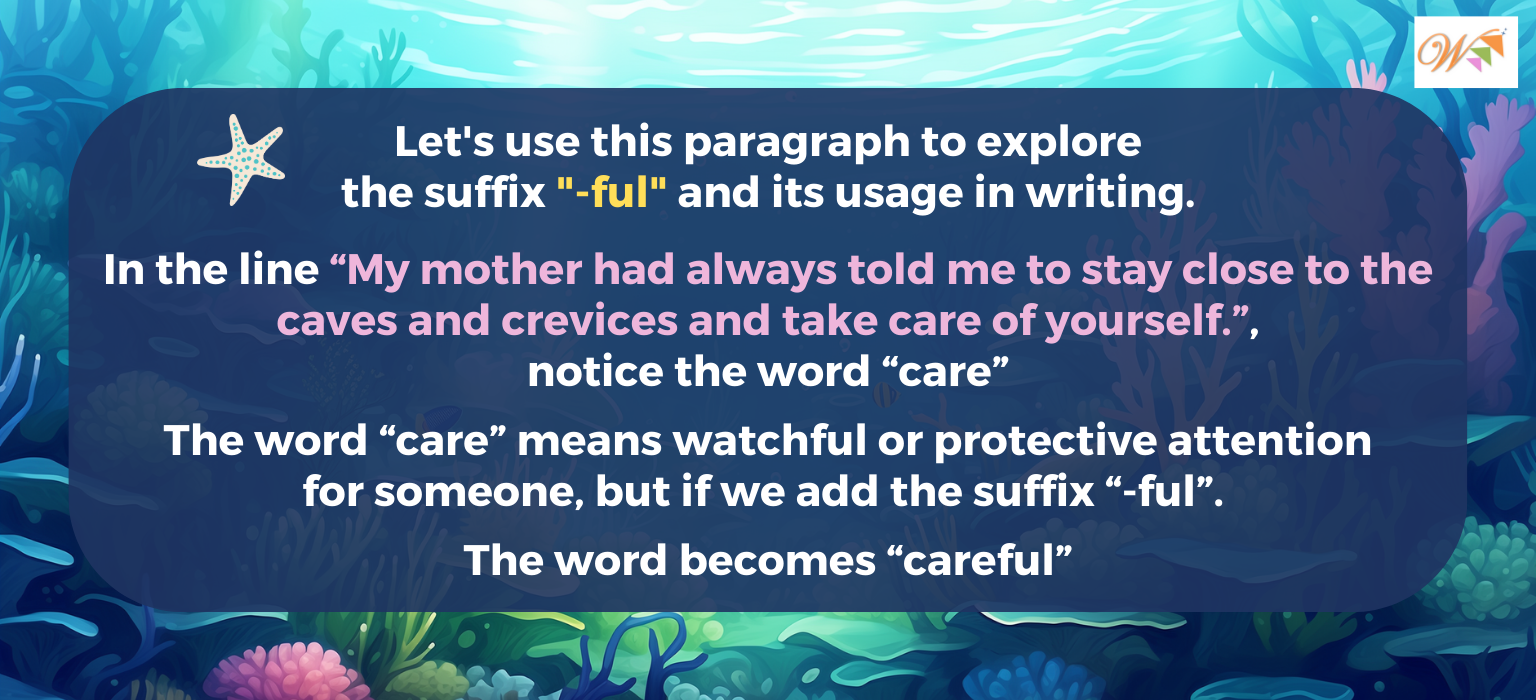 W
Let's use this paragraph to explore
the suffix "-ful" and its usage in writing.
In the line “My mother had always told me to stay close to the
caves and crevices and take care of yourself.”,
notice the word “care”
The word “care” means watchful or protective attention
for someone, but if we add the suffix “-ful”.
The word becomes “careful”